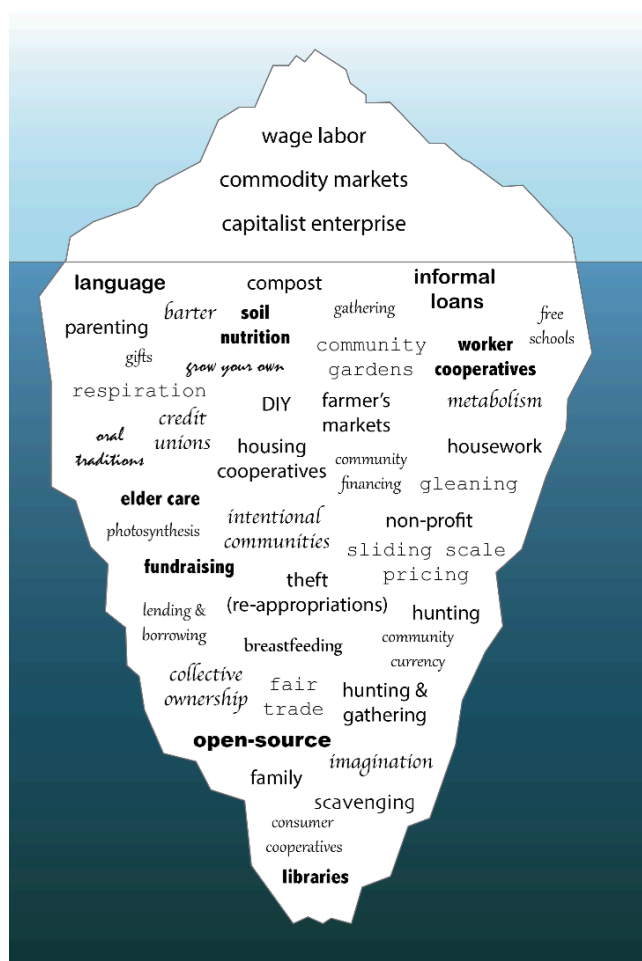 wage labor
commodity markets
capitalist enterprise
language
compost
informal
loans
parenting
barter
soil
nutrition
gathering
free
schools
gifts
grow your own
community
gardens
worker
cooperatives
respiration
credit
unions
DIY
farmer's
markets
metabolism
oral
traditions
housing
cooperatives
community
financing
housework
gleaning
elder care
photosynthesis
intentional
communities
non-profit
sliding scale
pricing
fundraising
theft
(re-appropriations)
hunting
lending &
borrowing
breastfeeding
community
currency
collective
ownership
fair
trade
hunting &
gathering
open-source
imagination
family
scavenging
consumer
cooperatives
libraries